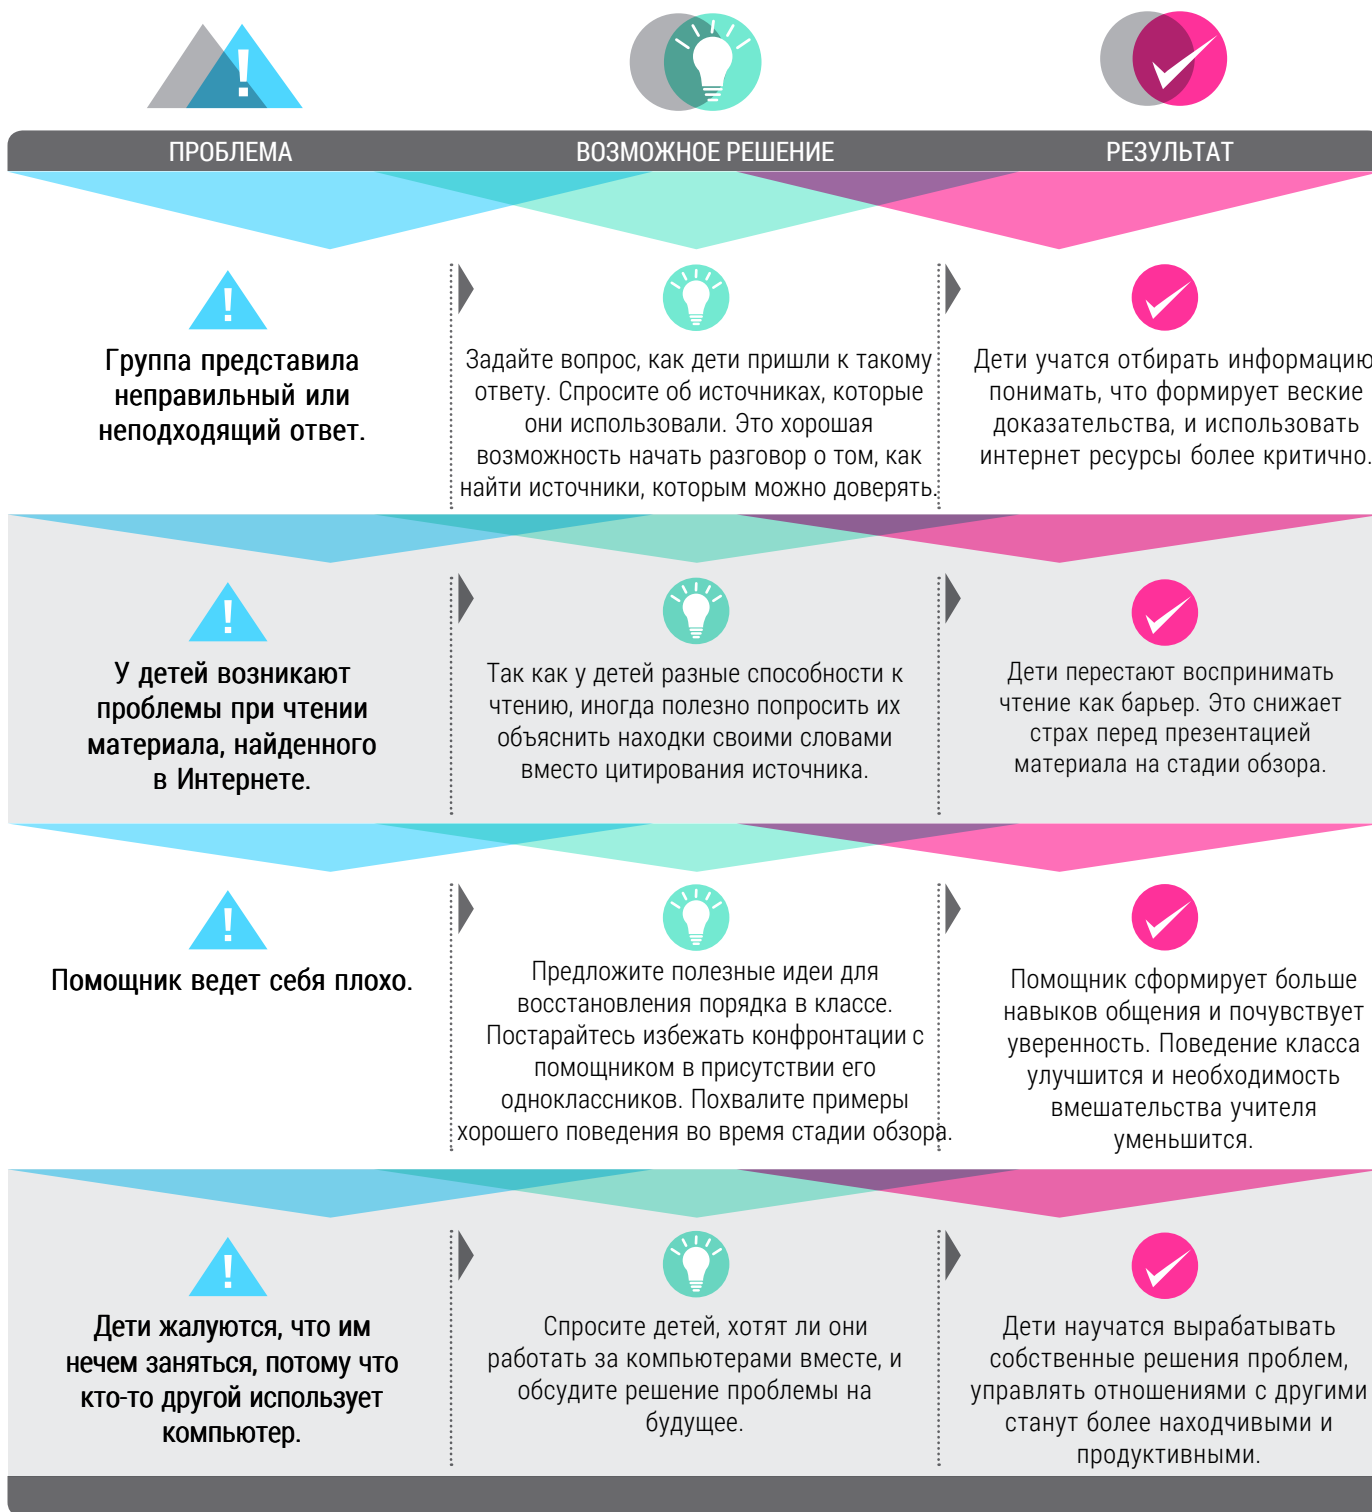 ПРОБЛЕМА
ВОЗМОЖНОЕ РЕШЕНИЕ
РЕЗУЛЬТАТ
!
!
Группа представила
неправильный или
неподходящий ответ.
Задайте вопрос, как дети пришли к такому
ответу. Спросите об источниках, которые
они использовали. Это хорошая
возможность начать разговор о том, как
найти источники, которым можно доверять.
Дети учатся отбирать информацию
понимать, что формирует веские
доказательства, и использовать
интернет ресурсы более критично.
!
У детей возникают
проблемы при чтении
материала, найденного
в Интернете.
Так как у детей разные способности к
чтению, иногда полезно попросить их
объяснить находки своими словами
вместо цитирования источника.
Дети перестают воспринимать
чтение как барьер. Это снижает
страх перед презентацией
материала на стадии обзора.
!
Помощник ведет себя плохо.
Предложите полезные идеи для
восстановления порядка в классе.
Постарайтесь избежать конфронтации с
помощником в присутствии его
одноклассников. Похвалите примеры
хорошего поведения во время стадии обзора.
Помощник сформирует больше
навыков общения и почувствует
уверенность. Поведение класса
улучшится и необходимость
вмешательства учителя
уменьшится.
!
Дети жалуются, что им
нечем заняться, потому что
кто-то другой использует
компьютер.
Спросите детей, хотят ли они
работать за компьютерами вместе, и
обсудите решение проблемы на
будущее.
Дети научатся вырабатывать
собственные решения проблем,
управлять отношениями с другими
станут более находчивыми и
продуктивными.